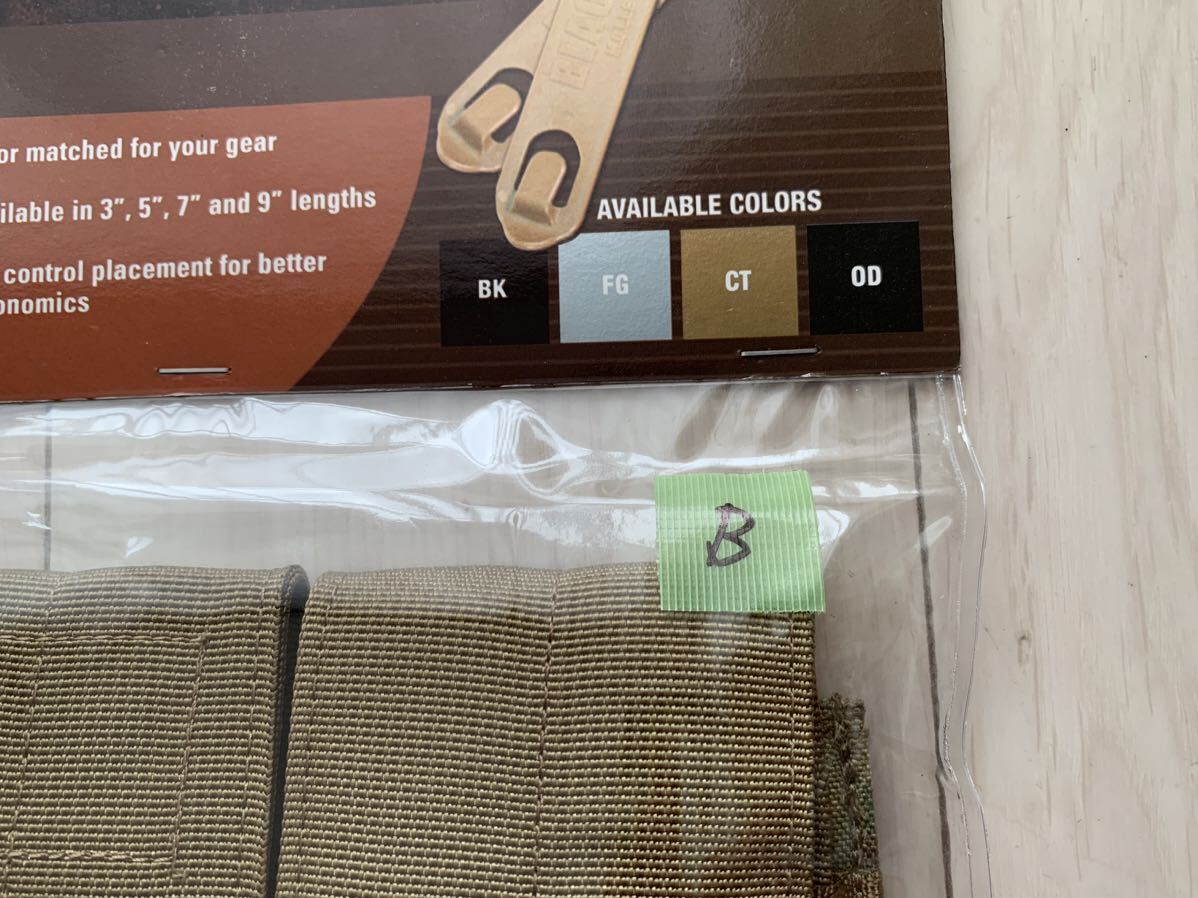 or matched for your gear
ilable in 3", 5", 7" and 9" lengths
control placement for better
onomics
AVAILABLE COLORS
BK FG CT OD
B